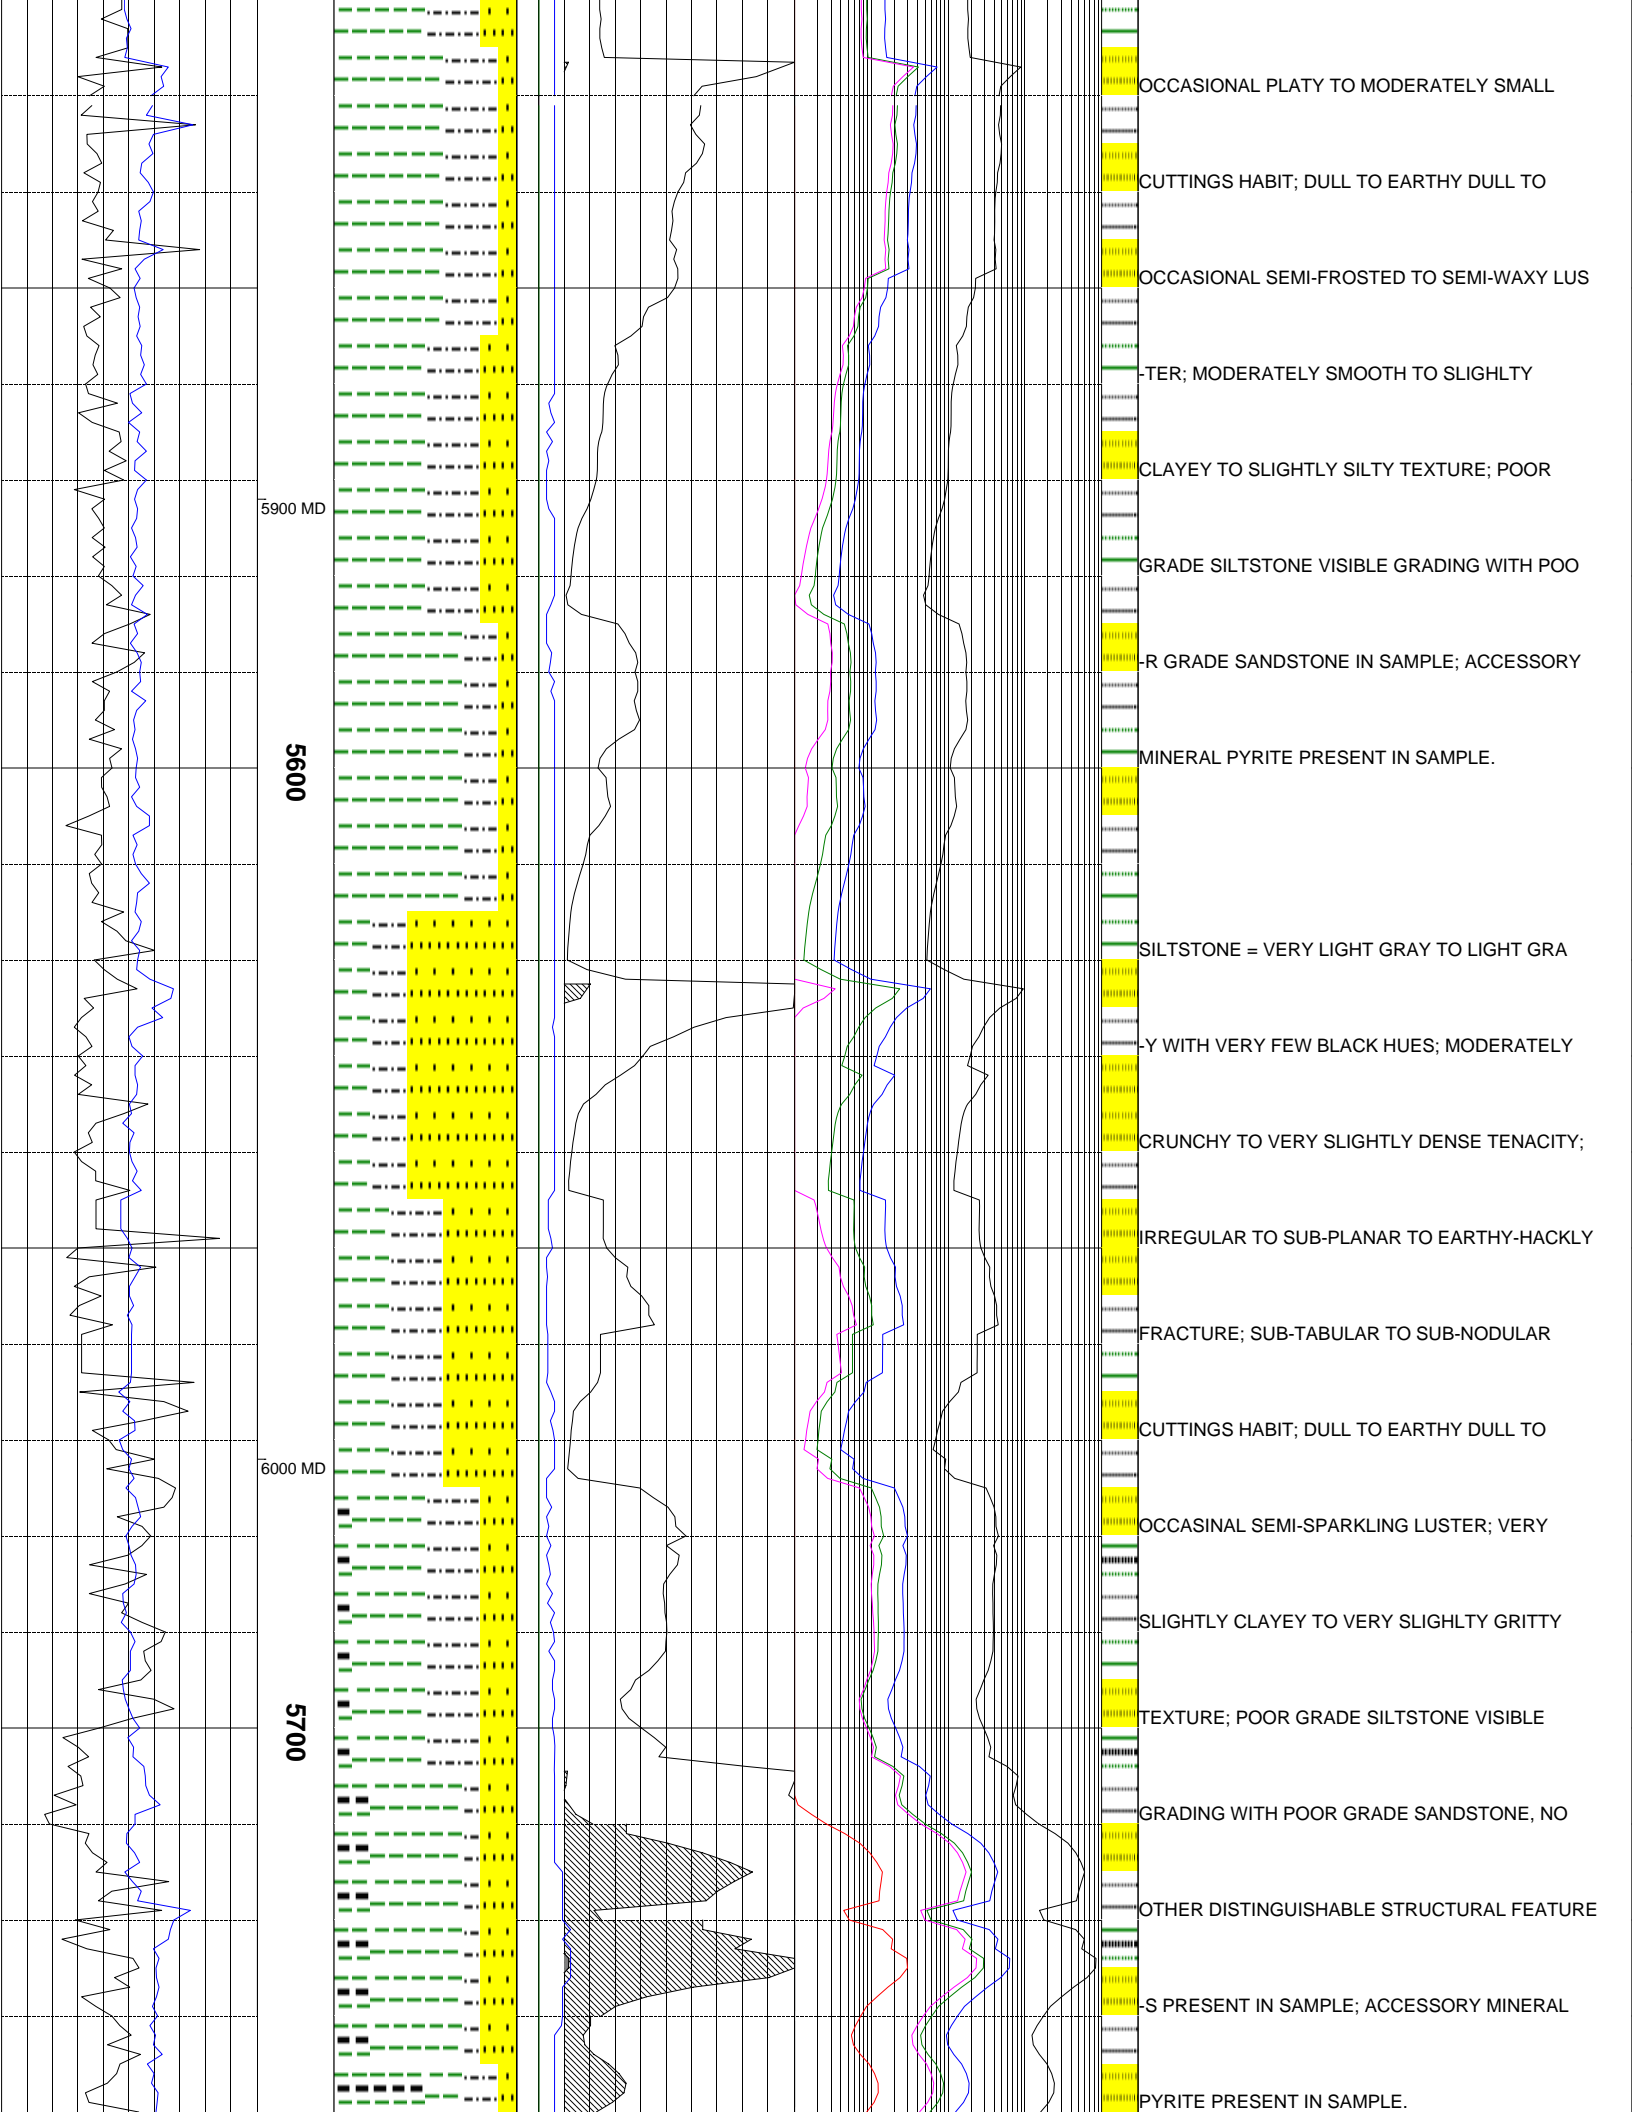 OCCASIONAL PLATY TO MODERATELY SMALL
CUTTINGS HABIT; DULL TO EARTHY DULL TO
OCCASIONAL SEMI-FROSTED TO SEMI-WAXY LUS
-TER; MODERATELY SMOOTH TO SLIGHLTY
CLAYEY TO SLIGHTLY SILTY TEXTURE; POOR
5900 MD
GRADE SILTSTONE VISIBLE GRADING WITH POO
-R GRADE SANDSTONE IN SAMPLE; ACCESSORY
MINERAL PYRITE PRESENT IN SAMPLE.
5600
SILTSTONE = VERY LIGHT GRAY TO LIGHT GRA
-Y WITH VERY FEW BLACK HUES; MODERATELY
CRUNCHY TO VERY SLIGHTLY DENSE TENACITY;
IRREGULAR TO SUB-PLANAR TO EARTHY-HACKLY
FRACTURE; SUB-TABULAR TO SUB-NODULAR
CUTTINGS HABIT; DULL TO EARTHY DULL TO
6000 MD
OCCASINAL SEMI-SPARKLING LUSTER; VERY
SLIGHTLY CLAYEY TO VERY SLIGHLTY GRITTY
TEXTURE; POOR GRADE SILTSTONE VISIBLE
5700
GRADING WITH POOR GRADE SANDSTONE, NO
OTHER DISTINGUISHABLE STRUCTURAL FEATURE
-S PRESENT IN SAMPLE; ACCESSORY MINERAL
PYRITE PRESENT IN SAMPLE.